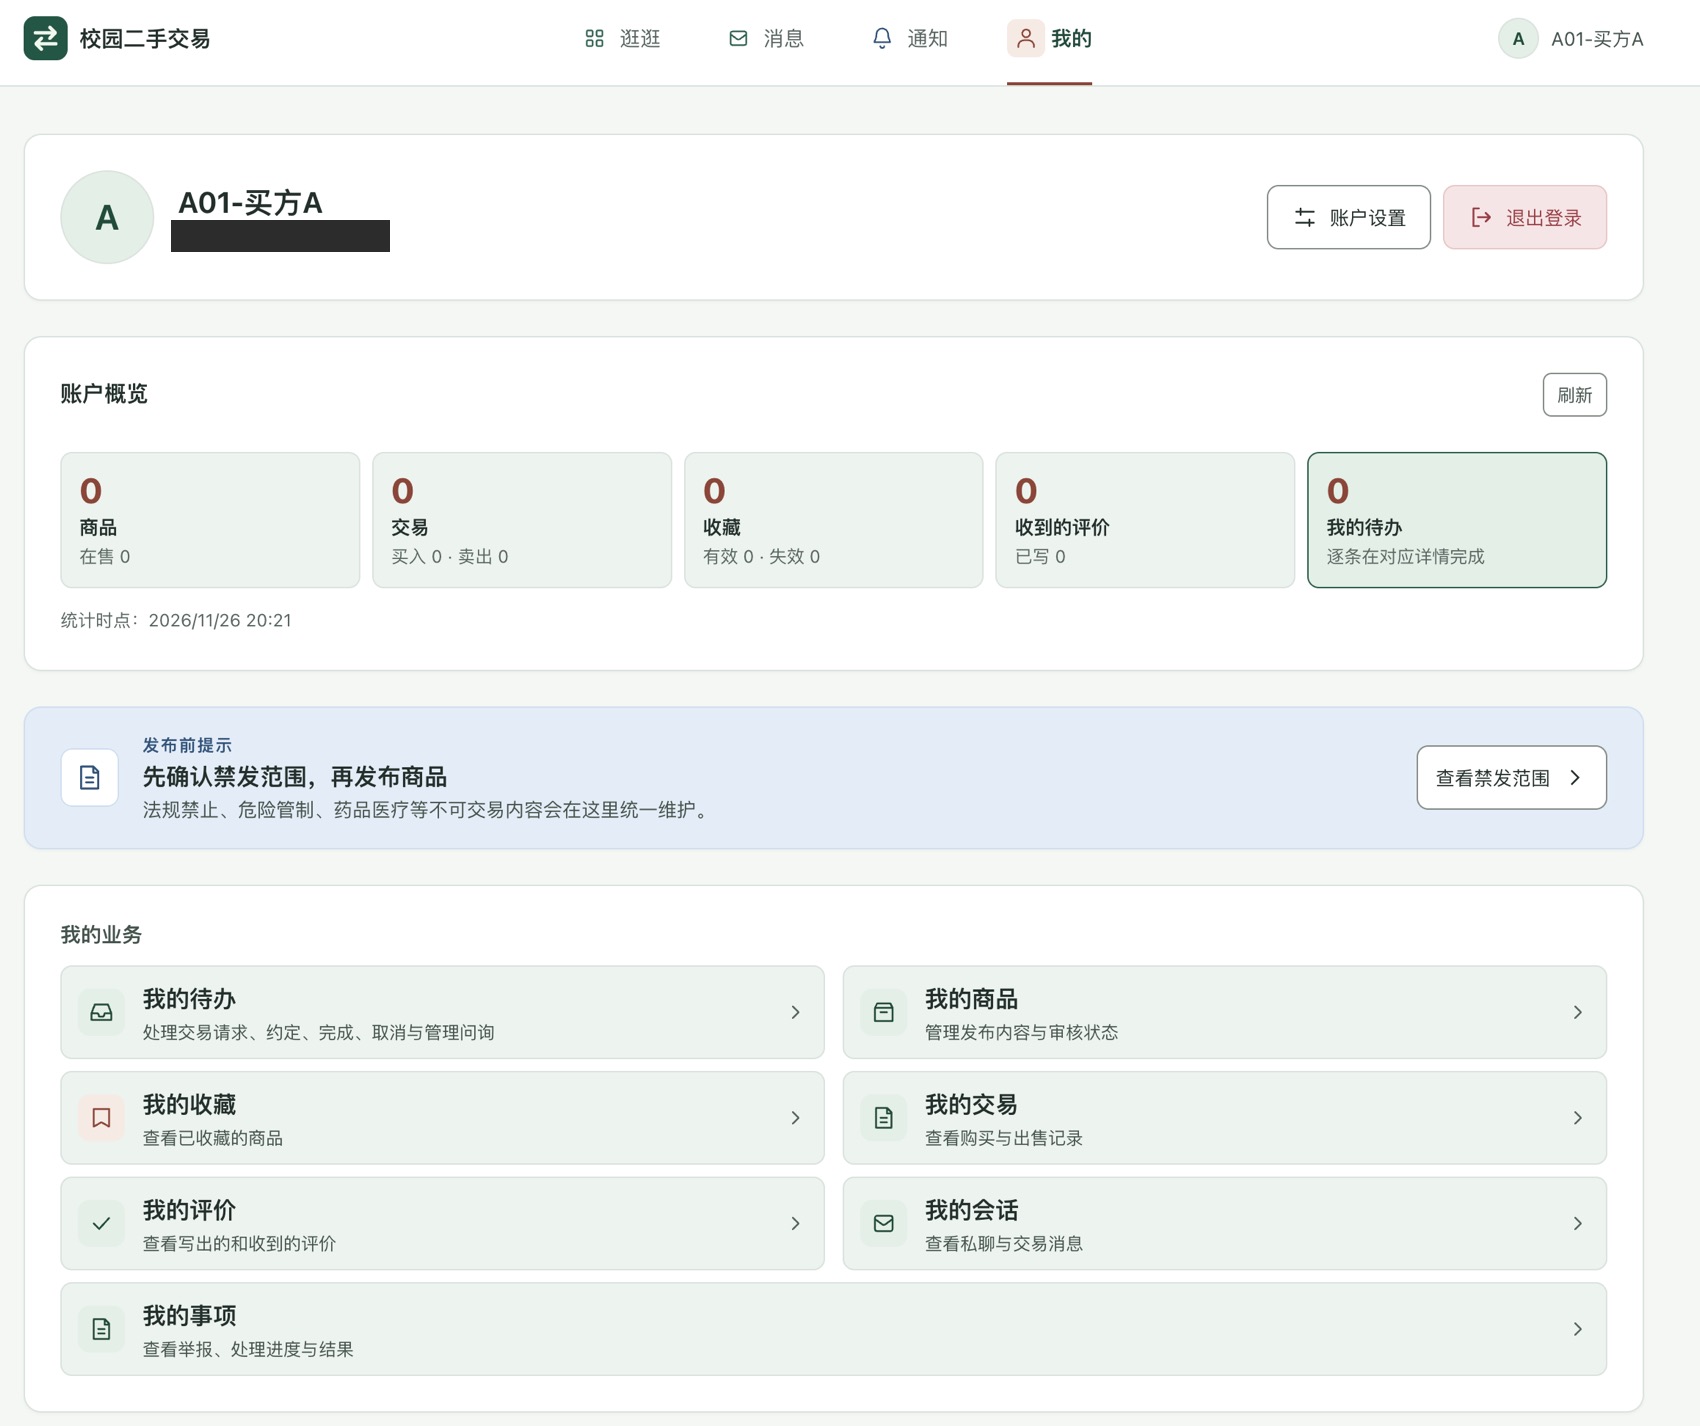 校园二手交易
逛逛
消息
通知
我的
A
A01-买方A
A
A01-买方A
账户设置
退出登录
账户概览
刷新
0
商品
在售 0
0
交易
买入 0 · 卖出 0
0
收藏
有效 0 · 失效 0
0
收到的评价
已写 0
0
我的待办
逐条在对应详情完成
统计时点：2026/11/26 20:21
发布前提示
先确认禁发范围，再发布商品
法规禁止、危险管制、药品医疗等不可交易内容会在这里统一维护。
查看禁发范围
我的业务
我的待办
处理交易请求、约定、完成、取消与管理问询
我的商品
管理发布内容与审核状态
我的收藏
查看已收藏的商品
我的交易
查看购买与出售记录
我的评价
查看写出的和收到的评价
我的会话
查看私聊与交易消息
我的事项
查看举报、处理进度与结果